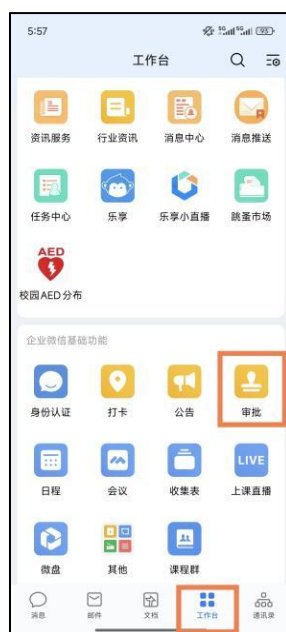 5:57
5G 5G 93
工作台
资讯服务 行业资讯 消息中心 消息推送
任务中心 乐享 乐享小直播 跳蚤市场
AED
校园AED分布
企业微信基础功能
身份认证 打卡 公告 审批
LIVE
日程 会议 收集表 上课直播
微盘 其他 课程群
消息 邮件 文档 工作台 通讯录